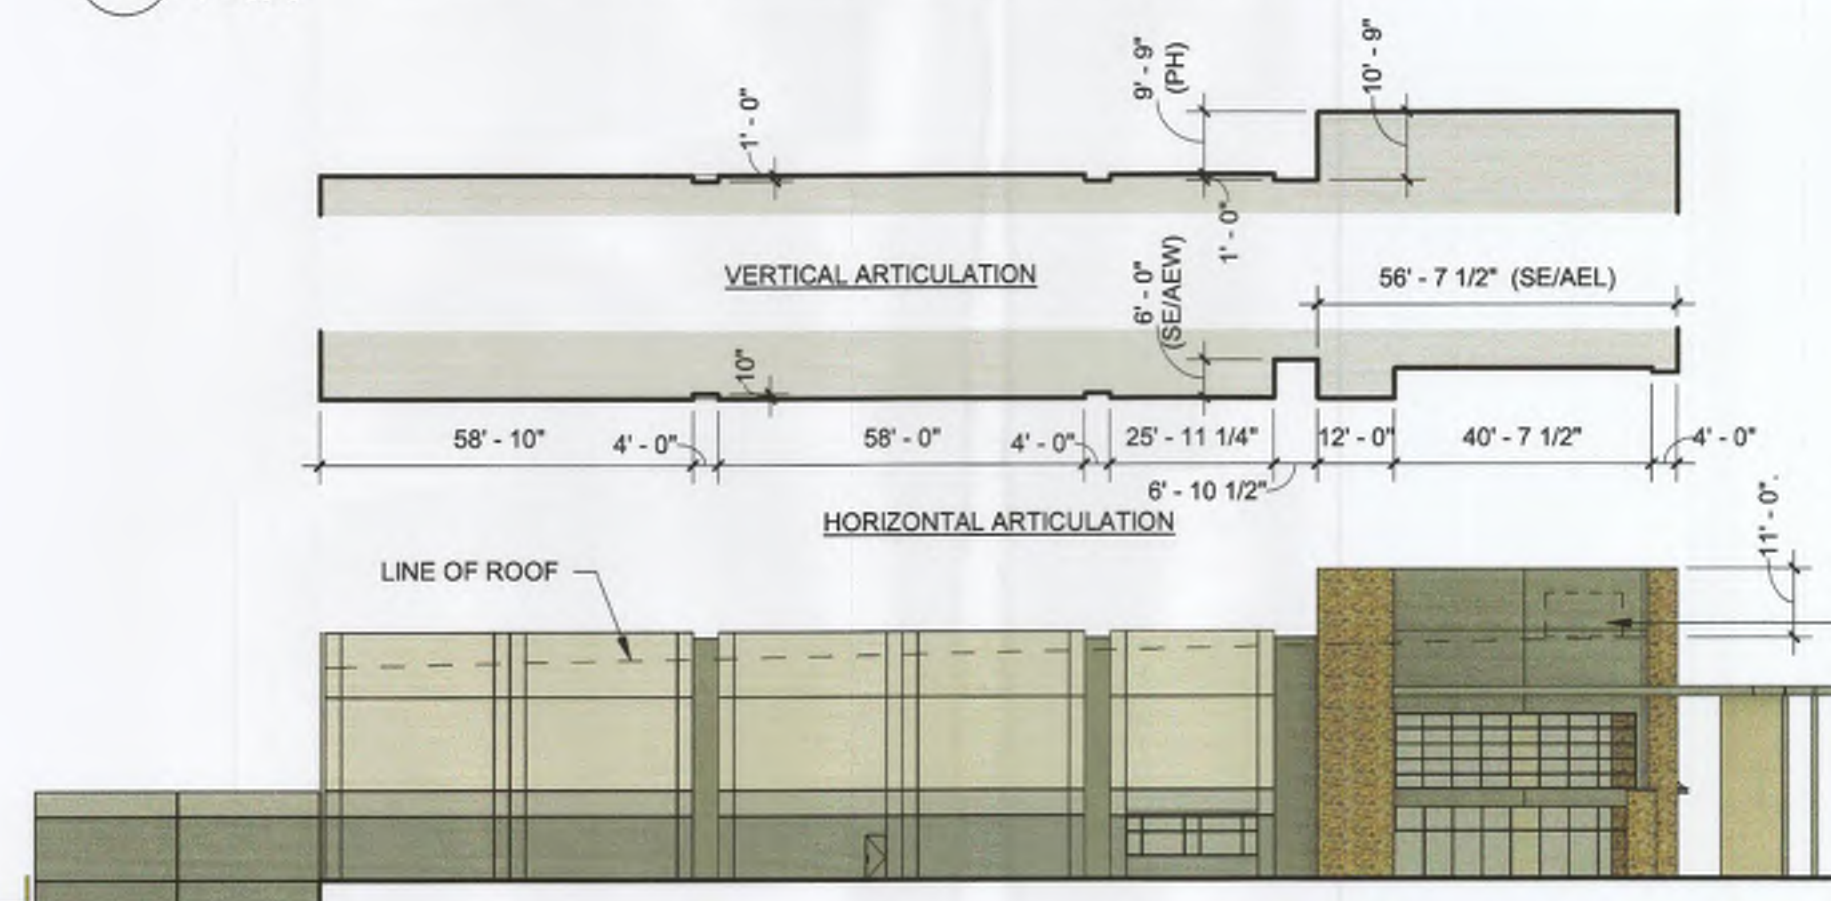 9' - 9"
(PH)
10' - 9"
1' - 0"
1' - 0"
VERTICAL ARTICULATION
6' - 0"
(SE/AEW)
56' - 7 1/2" (SE/AEL)
10"
58' - 10"
4' - 0"
58' - 0"
4' - 0"
25' - 11 1/4"
12' - 0"
40' - 7 1/2"
4' - 0"
6' - 10 1/2"
HORIZONTAL ARTICULATION
11' - 0"
LINE OF ROOF